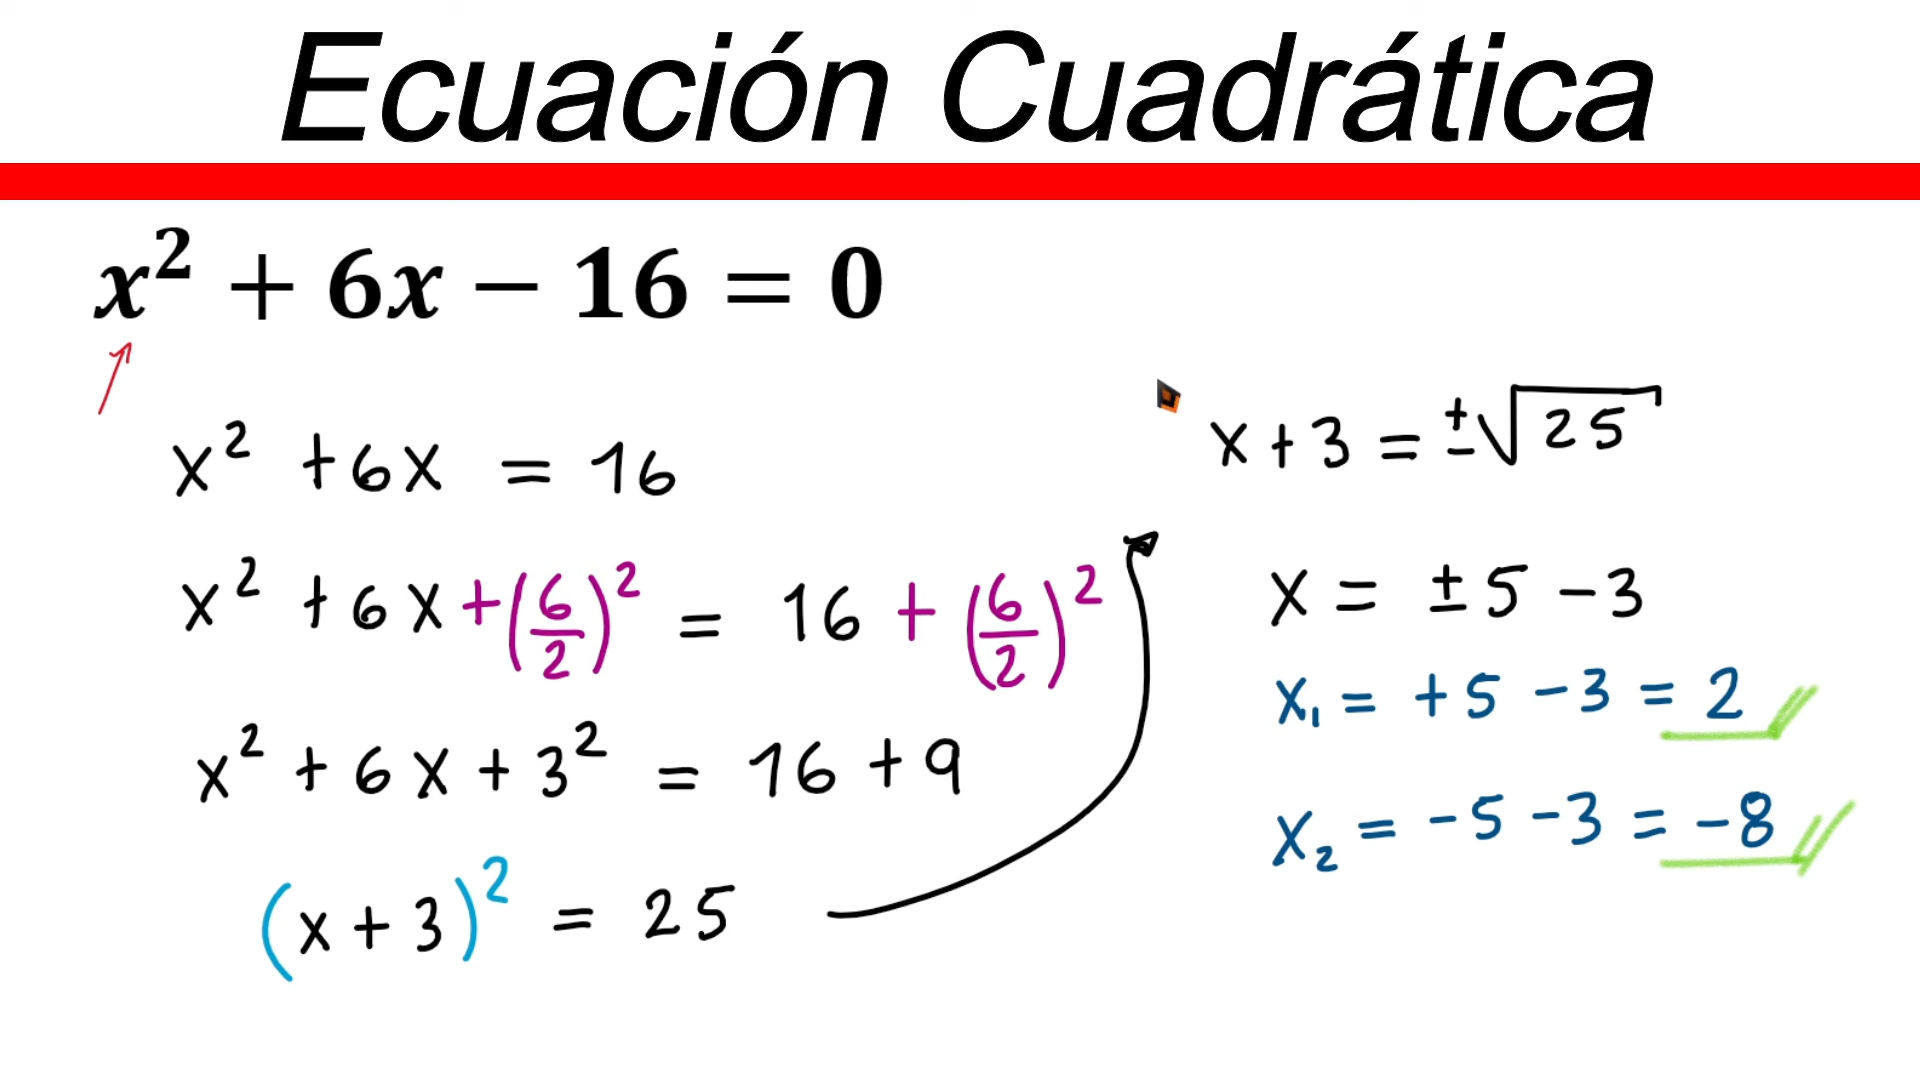 Ecuación Cuadrática
x² + 6x − 16 = 0
x² + 6x = 16
x² + 6x + (6/2)² = 16 + (6/2)²
x² + 6x + 3² = 16 + 9
(x + 3)² = 25
x + 3 = ±√25
x = ±5 − 3
x₁ = +5 − 3 = 2
x₂ = −5 − 3 = −8